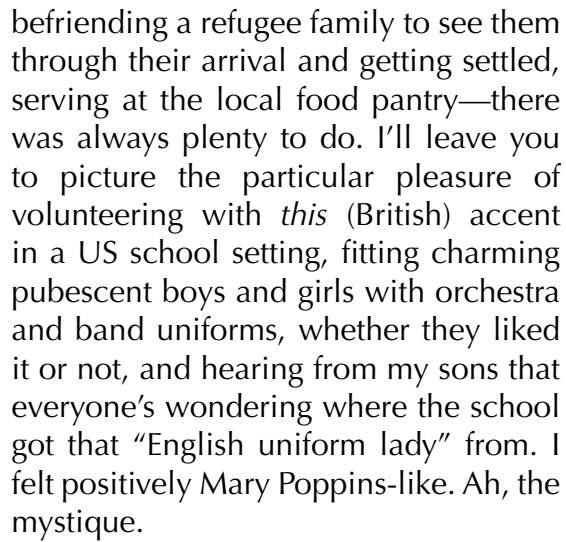 befriending a refugee family to see them
through their arrival and getting settled,
serving at the local food pantry—there
was always plenty to do. I’ll leave you
to picture the particular pleasure of
volunteering with this (British) accent
in a US school setting, fitting charming
pubescent boys and girls with orchestra
and band uniforms, whether they liked
it or not, and hearing from my sons that
everyone’s wondering where the school
got that “English uniform lady” from. I
felt positively Mary Poppins-like. Ah, the
mystique.